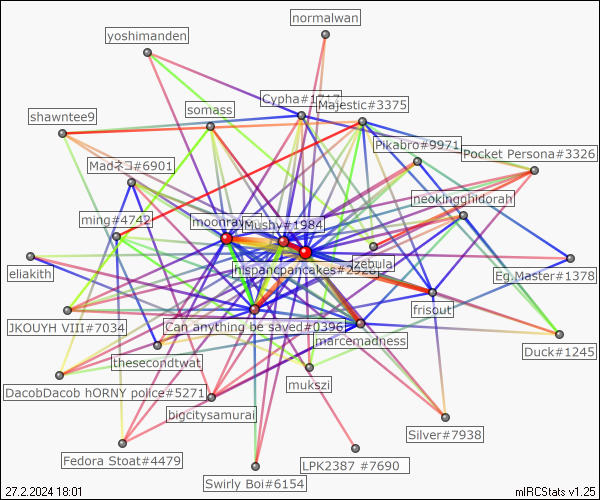 normalwan
yoshimanden
Cypha#1717
Majestic#3375
somass
shawntee9
Pikabro#9971
Pocket Persona#3326
Madネコ#6901
neokingghidorah
ming#4742
Mushy#1984
zebula
eliakith
Eg.Master#1378
frisout
JKOUYH VIII#7034
Can anything be saved#0396
marcemadness
Duck#1245
thesecondtwat
mukszi
DacobDacob hORNY police#5271
bigcitysamurai
Silver#7938
Fedora Stoat#4479
LPK2387 #7690
Swirly Boi#6154
27.2.2024 18:01
mIRCStats v1.25